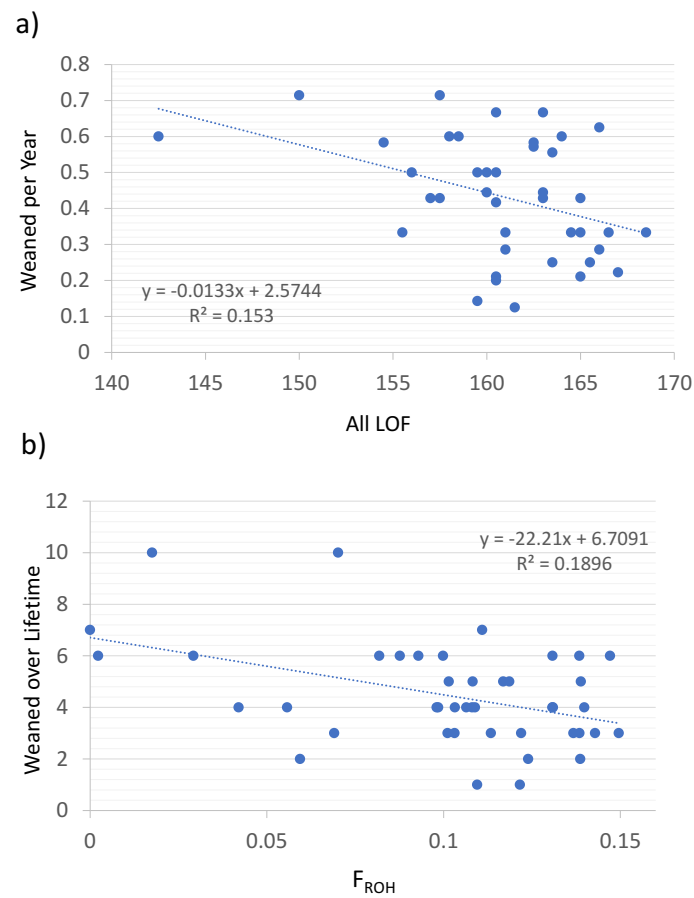 a)
0.8
0.7
0.6
0.5
0.4
0.3
0.2
0.1
0
Weaned per Year
y = -0.0133x + 2.5744
R² = 0.153
140 145 150 155 160 165 170
All LOF
b)
12
10
8
6
4
2
0
Weaned over Lifetime
y = -22.21x + 6.7091
R² = 0.1896
0 0.05 0.1 0.15
FROH